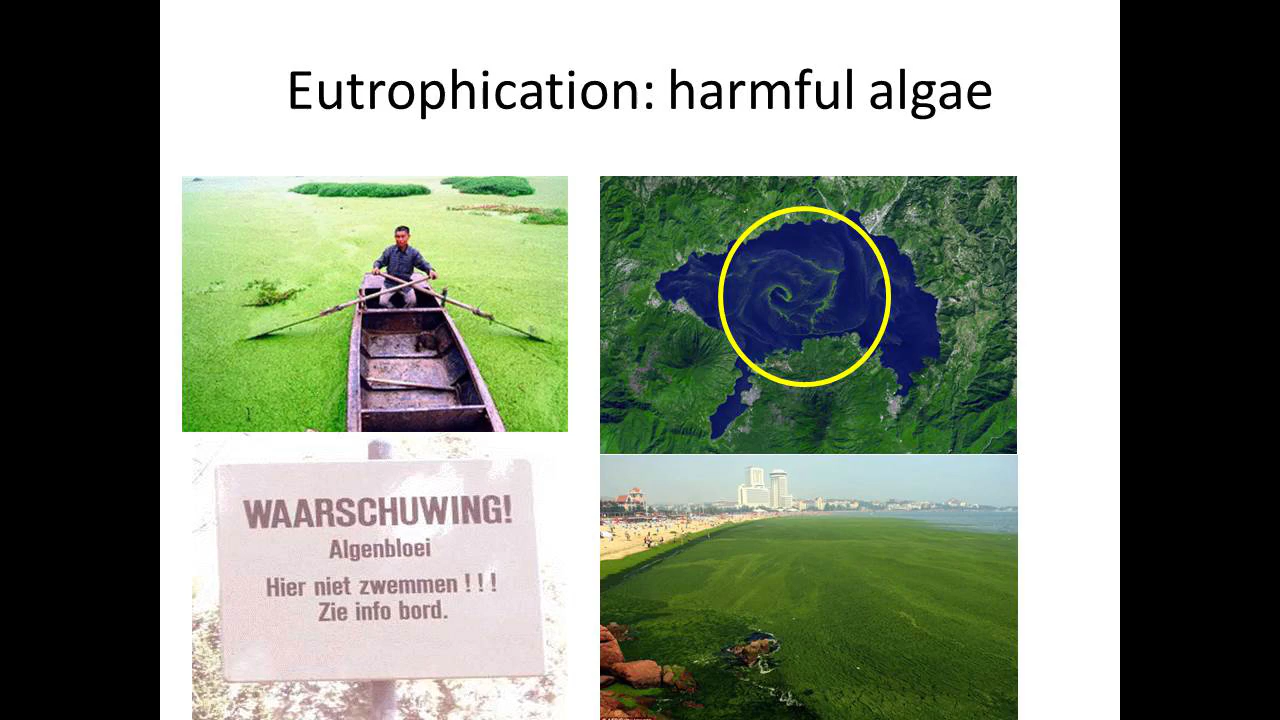 Eutrophication: harmful algae
WAARSCHUWING!
Algenbloei
Hier niet zwemmen ! ! !
Zie info bord.